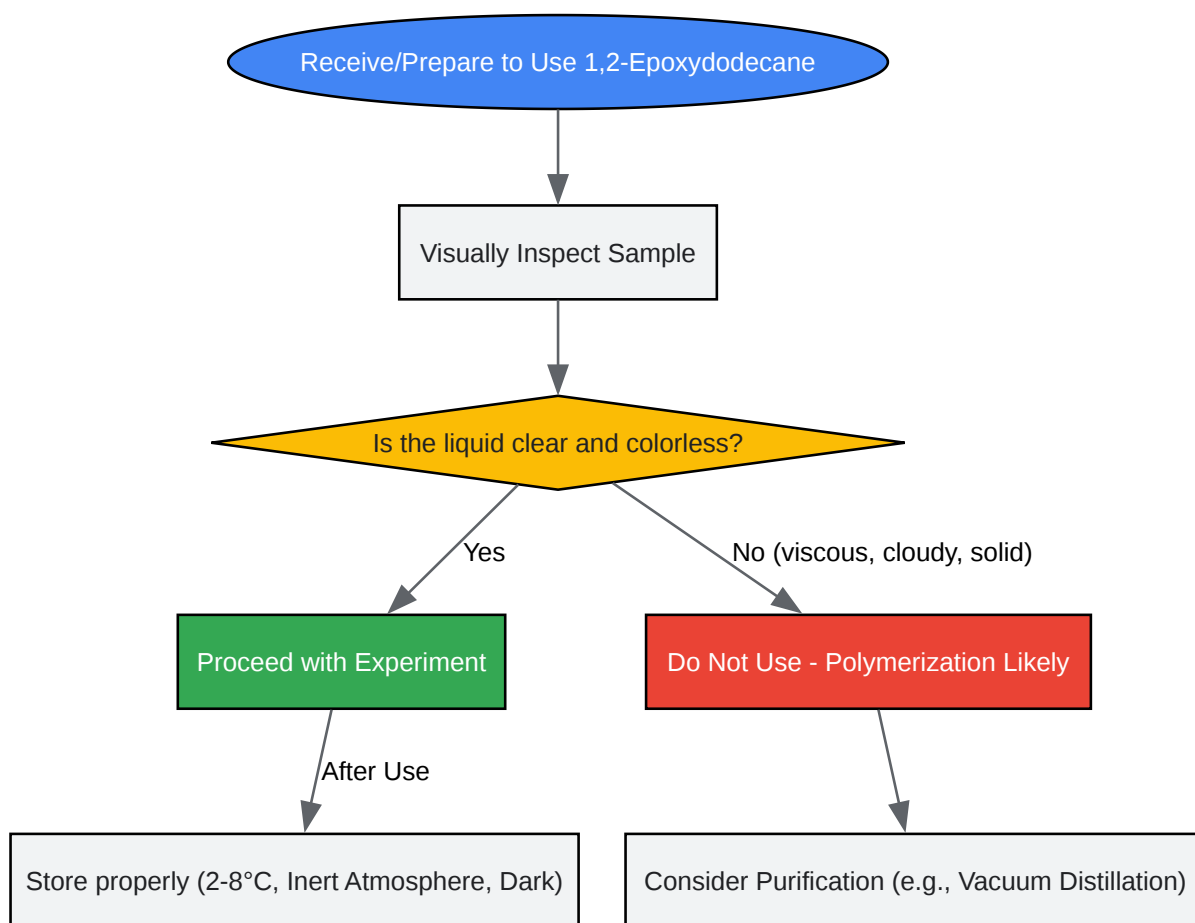 Receive/Prepare to Use 1,2-Epoxydodecane
Visually Inspect Sample
Is the liquid clear and colorless?
Yes
No (viscous, cloudy, solid)
Proceed with Experiment
Do Not Use - Polymerization Likely
After Use
Store properly (2-8°C, Inert Atmosphere, Dark)
Consider Purification (e.g., Vacuum Distillation)